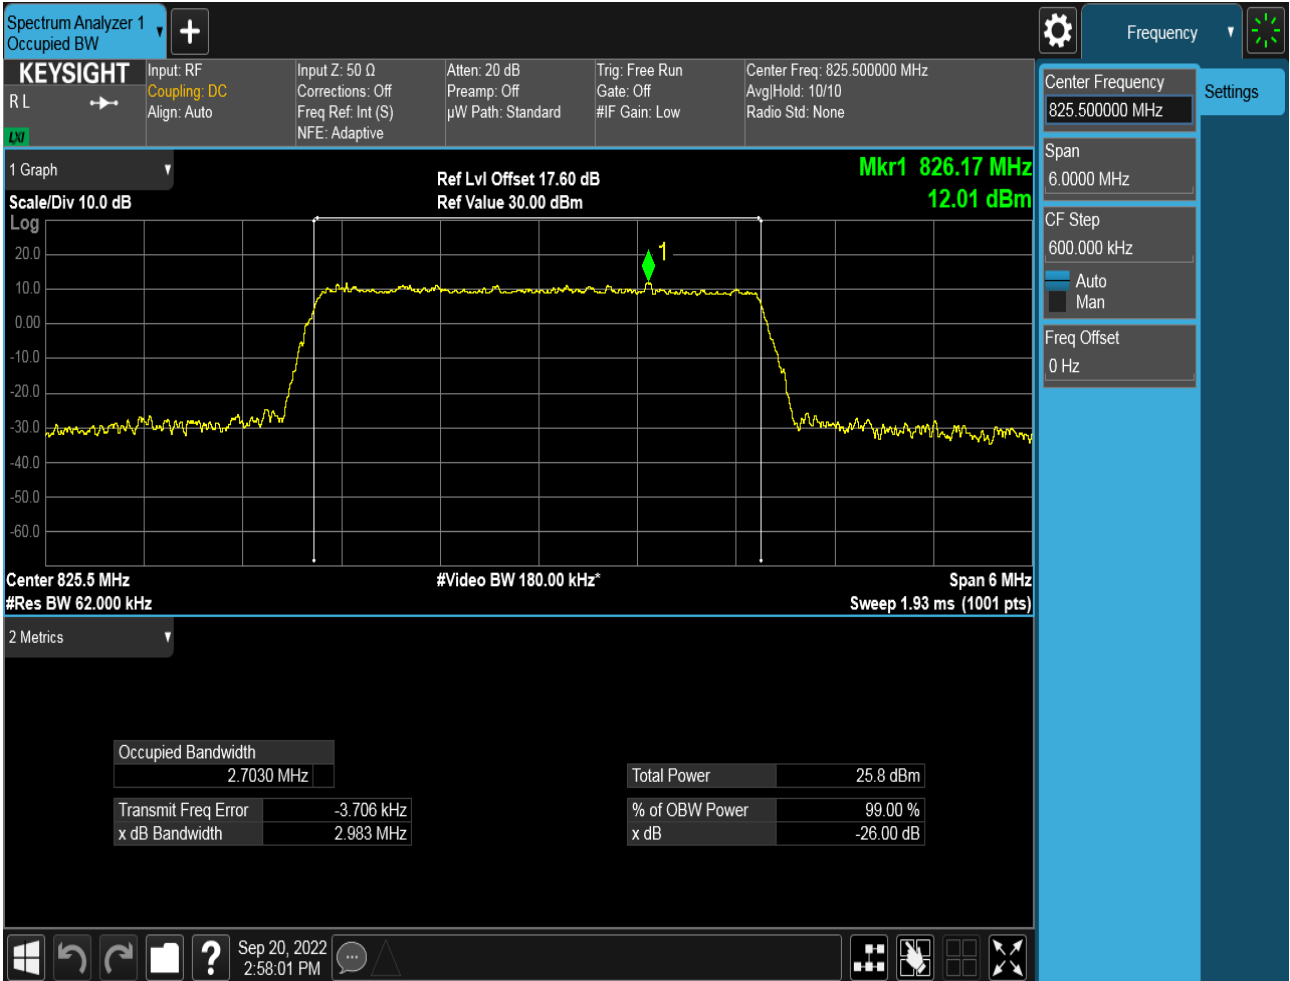 Spectrum Analyzer 1
Occupied BW
+
Frequency
KEYSIGHT
R L
LXI
Input: RF
Coupling: DC
Align: Auto
Input Z: 50 Ω
Corrections: Off
Freq Ref: Int (S)
NFE: Adaptive
Atten: 20 dB
Preamp: Off
µW Path: Standard
Trig: Free Run
Gate: Off
#IF Gain: Low
Center Freq: 825.500000 MHz
Avg|Hold: 10/10
Radio Std: None
1 Graph
Scale/Div 10.0 dB
Ref Lvl Offset 17.60 dB
Ref Value 30.00 dBm
Mkr1 826.17 MHz
12.01 dBm
Log
20.0
10.0
0.00
-10.0
-20.0
-30.0
-40.0
-50.0
-60.0
1
Center 825.5 MHz
#Video BW 180.00 kHz*
Span 6 MHz
#Res BW 62.000 kHz
Sweep 1.93 ms (1001 pts)
2 Metrics
Occupied Bandwidth
2.7030 MHz
Transmit Freq Error -3.706 kHz
x dB Bandwidth 2.983 MHz
Total Power 25.8 dBm
% of OBW Power 99.00 %
x dB -26.00 dB
Center Frequency
825.500000 MHz
Span
6.0000 MHz
CF Step
600.000 kHz
Auto
Man
Freq Offset
0 Hz
Settings
?
Sep 20, 2022
2:58:01 PM